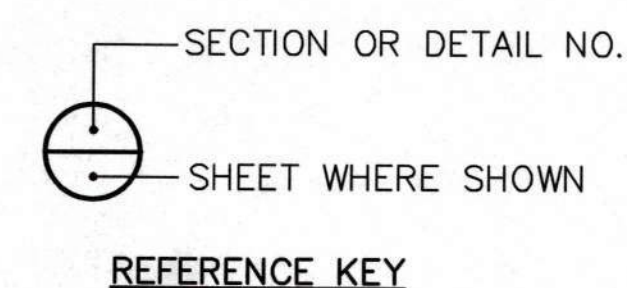 SECTION OR DETAIL NO.
SHEET WHERE SHOWN
REFERENCE KEY